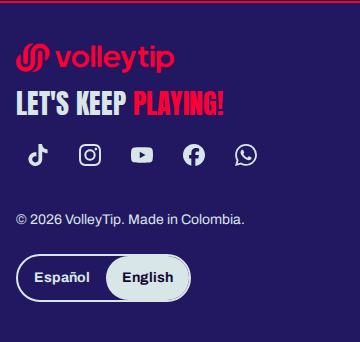 volleytip
LET'S KEEP PLAYING!
© 2026 VolleyTip. Made in Colombia.
Español English